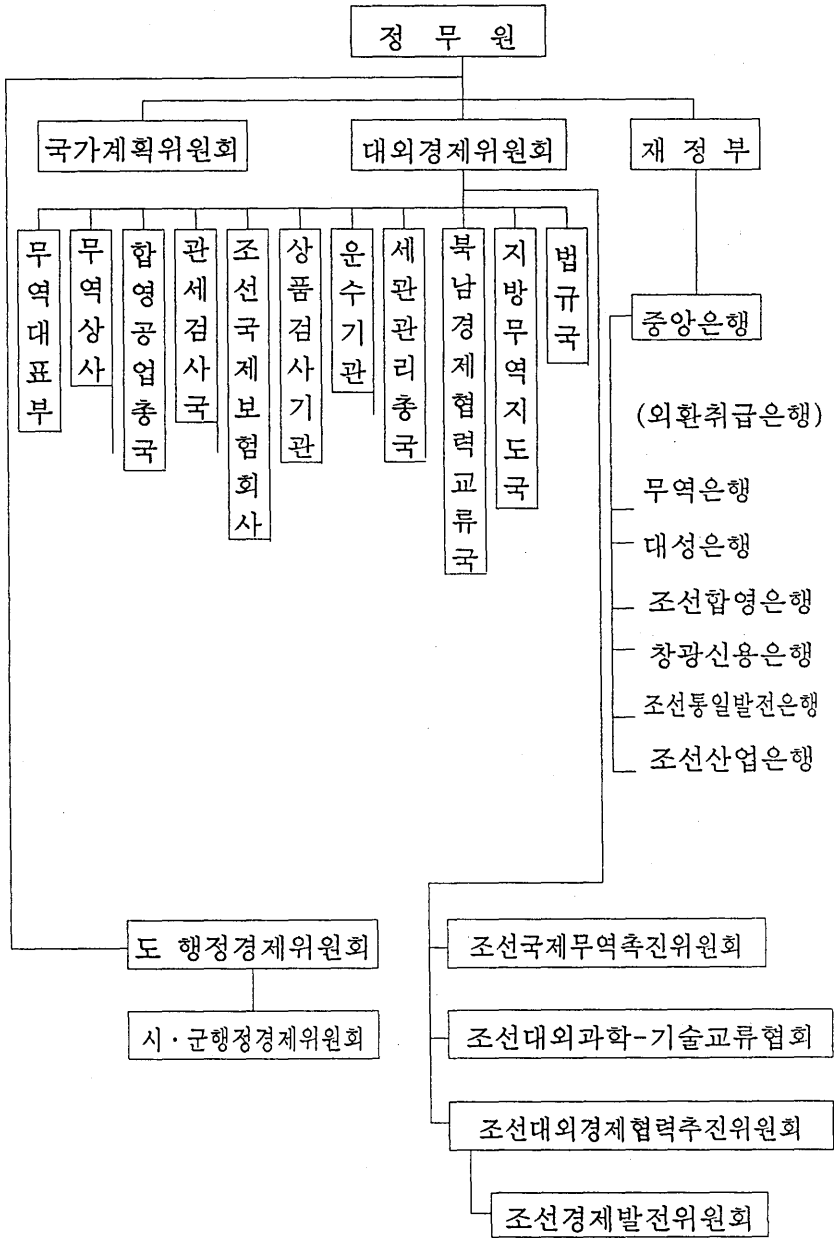 정 무 원
국가계획위원회
대외경제위원회
재 정 부
무역대표부
무역상사
합영공업총국
관세검사국
조선국제보험회사
상품검사기관
운수기관
세관관리총국
북남경제협력교류국
지방무역지도국
법규국
중앙은행
(외환취급은행)
무역은행
대성은행
조선합영은행
창광신용은행
조선통일발전은행
조선산업은행
도 행정경제위원회
시·군행정경제위원회
조선국제무역촉진위원회
조선대외과학-기술교류협회
조선대외경제협력추진위원회
조선경제발전위원회